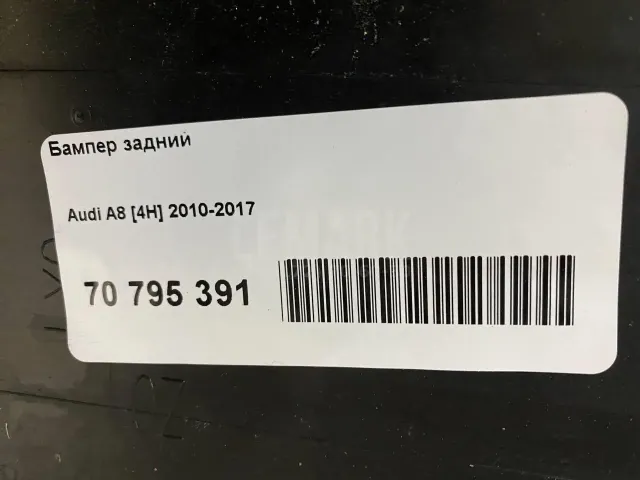 Бампер задний
Audi A8 [4H] 2010-2017
70 795 391